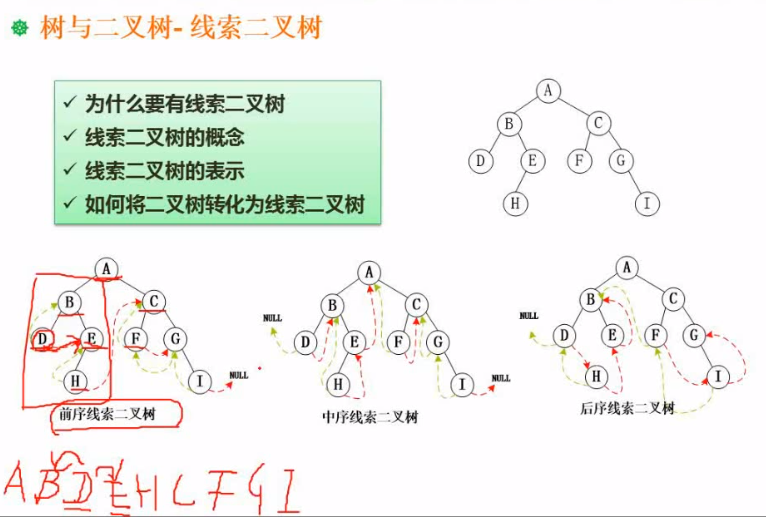 树与二叉树- 线索二叉树
✓ 为什么要有线索二叉树
✓ 线索二叉树的概念
✓ 线索二叉树的表示
✓ 如何将二叉树转化为线索二叉树
A
B C
D E F G
H I
A
B C
D E F G
H I NULL
前序线索二叉树
A
B C
NULL
D E F G
H I NULL
中序线索二叉树
A
B C
NULL
D E F G
H I
后序线索二叉树
A B D E H C F G I